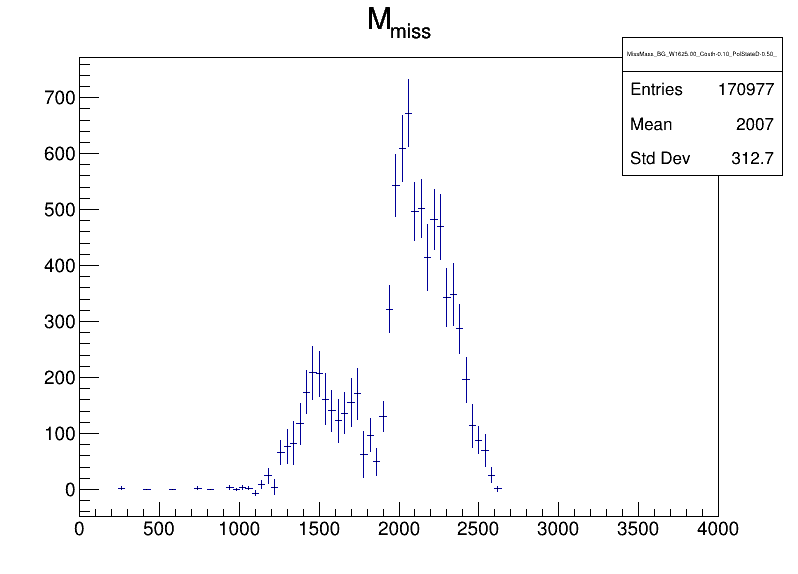 M_miss
MissMass_BG_W1625.00_Costh-0.10_PolStateD-0.50_
Entries 170977
Mean 2007
Std Dev 312.7
700
600
500
400
300
200
100
0
0 500 1000 1500 2000 2500 3000 3500 4000